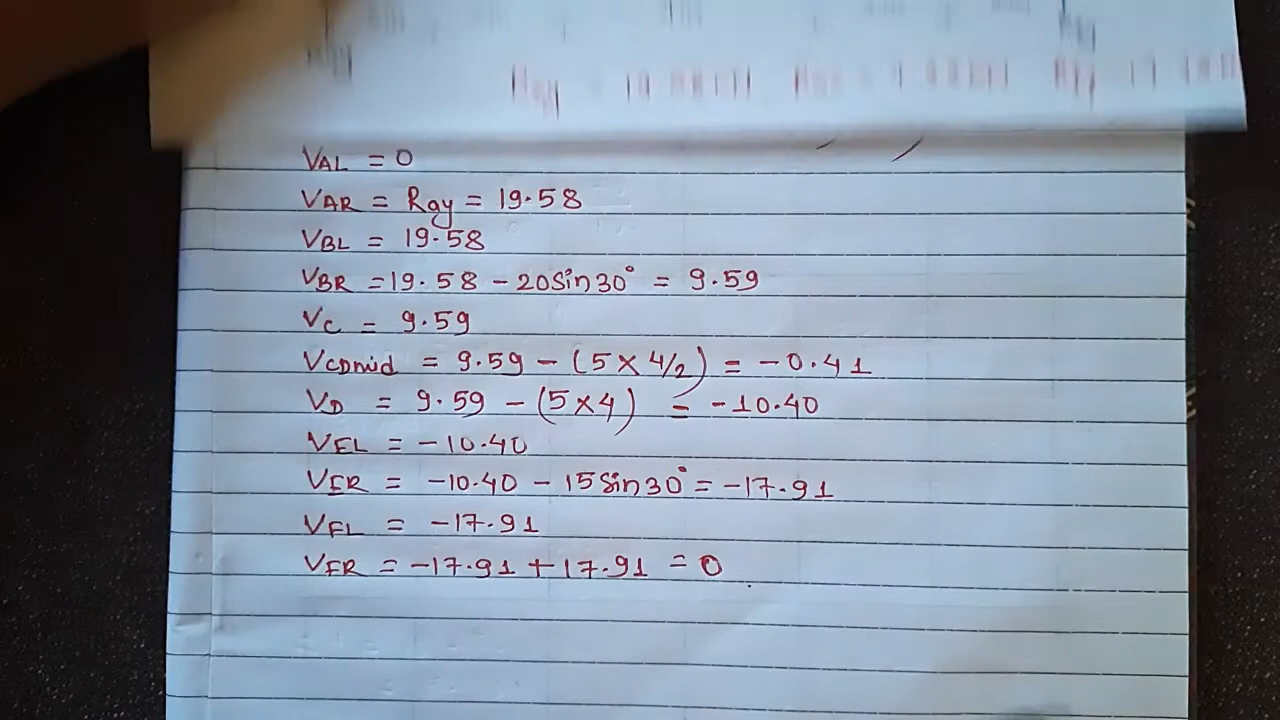 VAL = 0
VAR = Ray = 19.58
VBL = 19.58
VBR = 19.58 - 20Sin30° = 9.59
Vc = 9.59
VCDmid = 9.59 - (5 × 4/2) = -0.41
VD = 9.59 - (5×4) = -10.40
VEL = -10.40
VER = -10.40 - 15Sin30° = -17.91
VFL = -17.91
VFR = -17.91 + 17.91 = 0